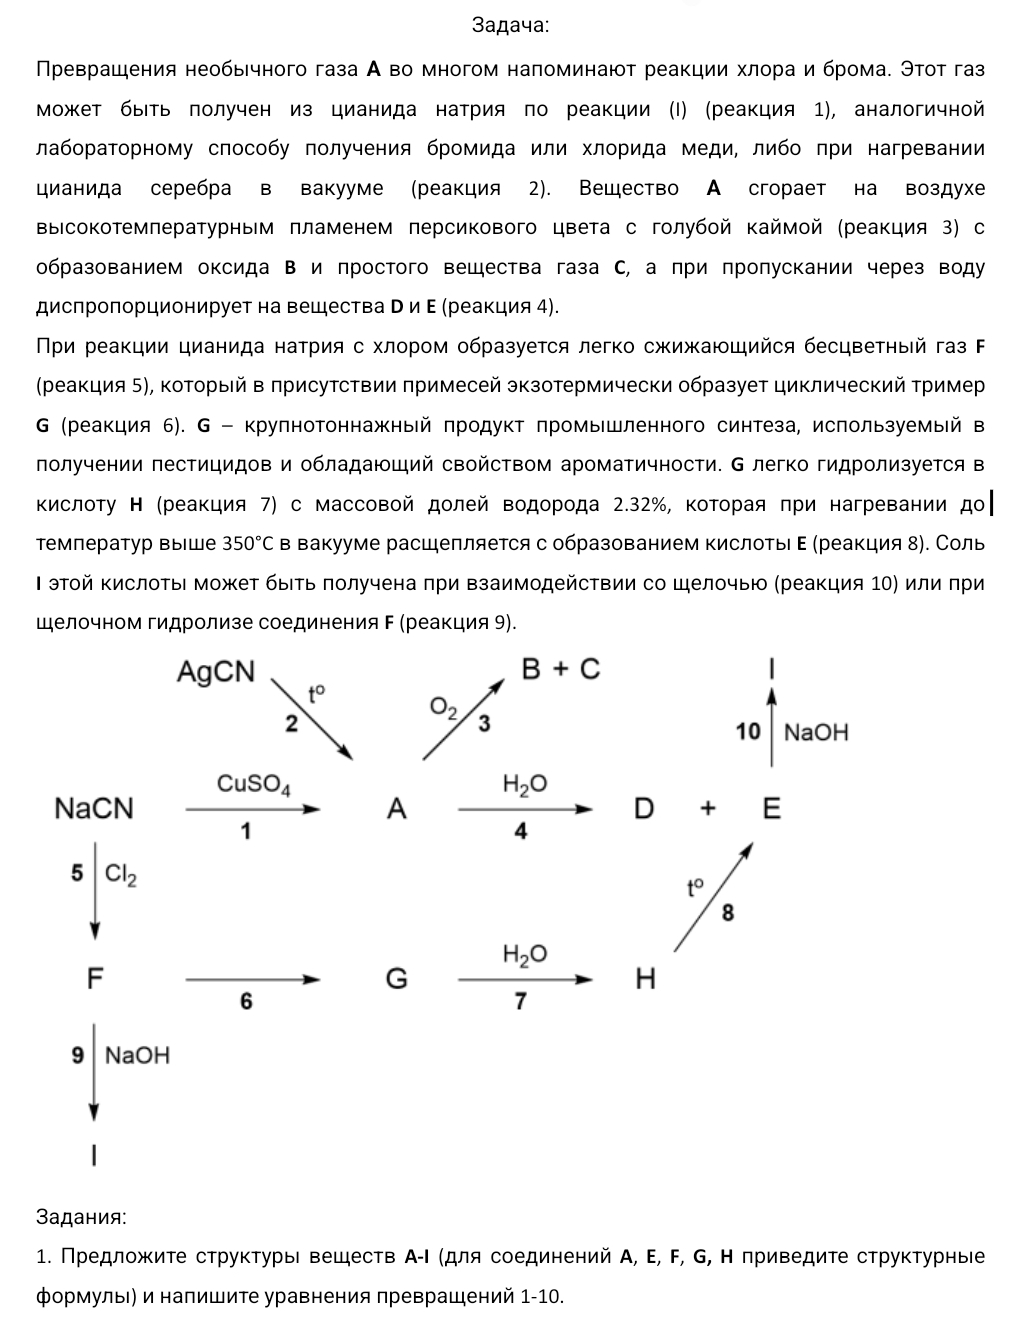 Задача:
Превращения необычного газа A во многом напоминают реакции хлора и брома. Этот газ
может быть получен из цианида натрия по реакции (I) (реакция 1), аналогичной
лабораторному способу получения бромида или хлорида меди, либо при нагревании
цианида серебра в вакууме (реакция 2). Вещество A сгорает на воздухе
высокотемпературным пламенем персикового цвета с голубой каймой (реакция 3) с
образованием оксида B и простого вещества газа C, а при пропускании через воду
диспропорционирует на вещества D и E (реакция 4).
При реакции цианида натрия с хлором образуется легко сжижающийся бесцветный газ F
(реакция 5), который в присутствии примесей экзотермически образует циклический тример
G (реакция 6). G – крупнотоннажный продукт промышленного синтеза, используемый в
получении пестицидов и обладающий свойством ароматичности. G легко гидролизуется в
кислоту H (реакция 7) с массовой долей водорода 2.32%, которая при нагревании до
температур выше 350°C в вакууме расщепляется с образованием кислоты E (реакция 8). Соль
I этой кислоты может быть получена при взаимодействии со щелочью (реакция 10) или при
щелочном гидролизе соединения F (реакция 9).
AgCN t° 2 O2 3 B + C I
10 NaOH
NaCN CuSO4 1 A H2O 4 D + E
5 Cl2 t° 8
F 6 G H2O 7 H
9 NaOH
I
Задания:
1. Предложите структуры веществ A-I (для соединений A, E, F, G, H приведите структурные
формулы) и напишите уравнения превращений 1-10.